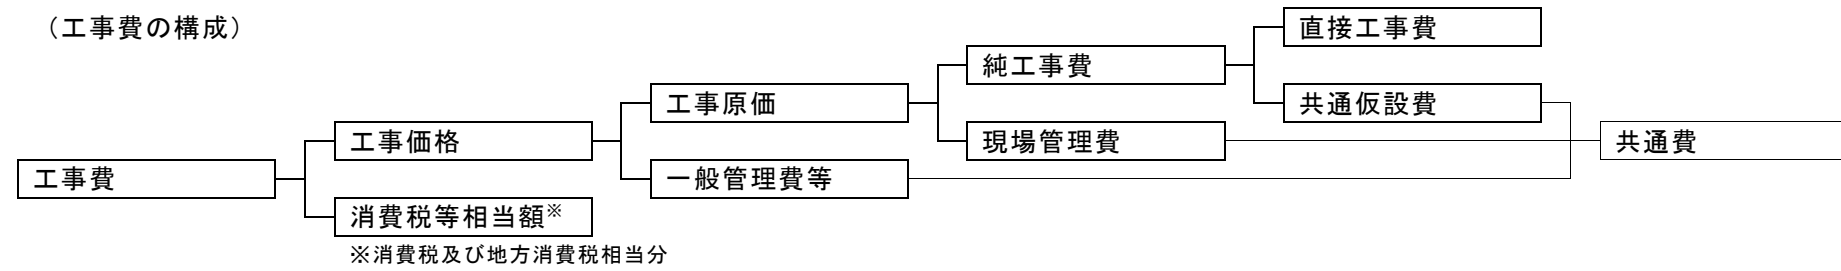 （工事費の構成）
直接工事費
純工事費
工事原価
共通仮設費
工事価格
現場管理費
共通費
工事費
一般管理費等
消費税等相当額※
※消費税及び地方消費税相当分